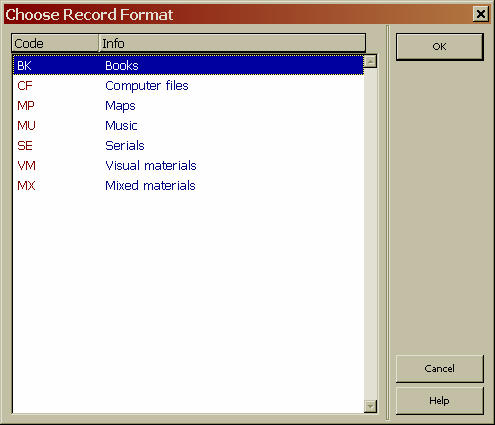 Choose Record Format
Code Info
BK Books
CF Computer files
MP Maps
MU Music
SE Serials
VM Visual materials
MX Mixed materials
OK
Cancel
Help